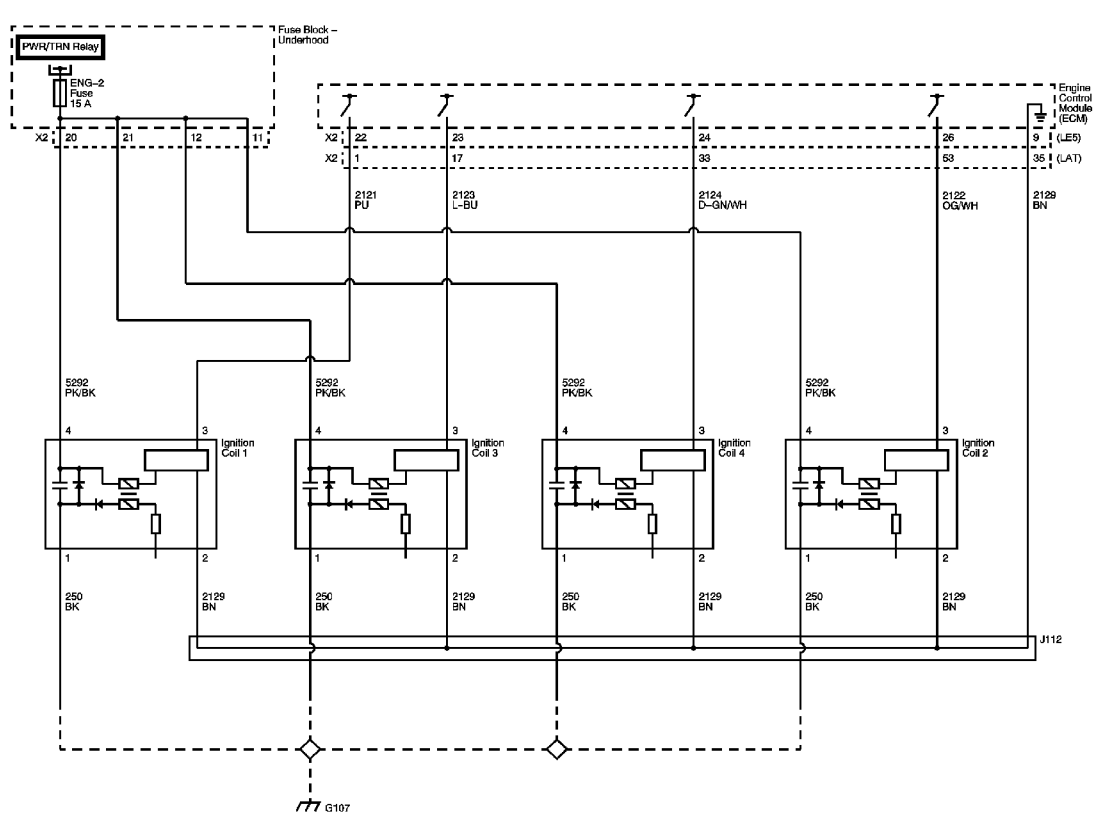 Fuse Block –
Underhood
PWR/TRN Relay
ENG–2
Fuse
15 A
X2 20 21 12 11
Engine
Control
Module
(ECM)
X2 22 23 24 26 9 (LE5)
X2 1 17 33 53 35 (LAT)
2121
PU
2123
L–BU
2124
D–GN/WH
2122
OG/WH
2129
BN
5292
PK/BK
5292
PK/BK
5292
PK/BK
5292
PK/BK
4 3
Ignition
Coil 1
4 3
Ignition
Coil 3
4 3
Ignition
Coil 4
4 3
Ignition
Coil 2
1 2 1 2 1 2 1 2
250
BK
2129
BN
250
BK
2129
BN
250
BK
2129
BN
250
BK
2129
BN
J112
G107